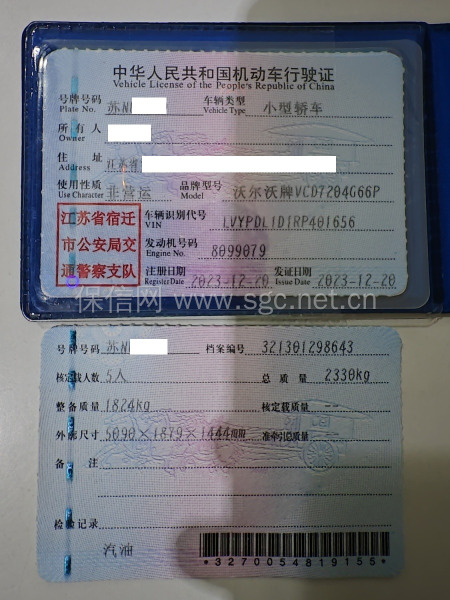 中华人民共和国机动车行驶证
Vehicle License of the People's Republic of China
号牌号码 苏N 车辆类型 小型轿车
Plate No. Vehicle Type
所有人
Owner
住址 江苏省
Address
使用性质 非营运 品牌型号 沃尔沃牌VCD7204G66P
Use Character Model
江苏省宿迁
市公安局交
通警察支队
车辆识别代号 LVYPDL1D1RP401656
VIN
发动机号码 8099079
Engine No.
注册日期 2023-12-20 发证日期 2023-12-20
Register Date Issue Date
保信网 www.sgc.net.cn
号牌号码 苏N 档案编号 321301298643
核定载人数 5人 总质量 2330kg
整备质量 1824kg 核定载质量 --
外廓尺寸 5090×1879×1444mm 准牵引总质量 --
备注
检验记录
汽油
*3270054819155*